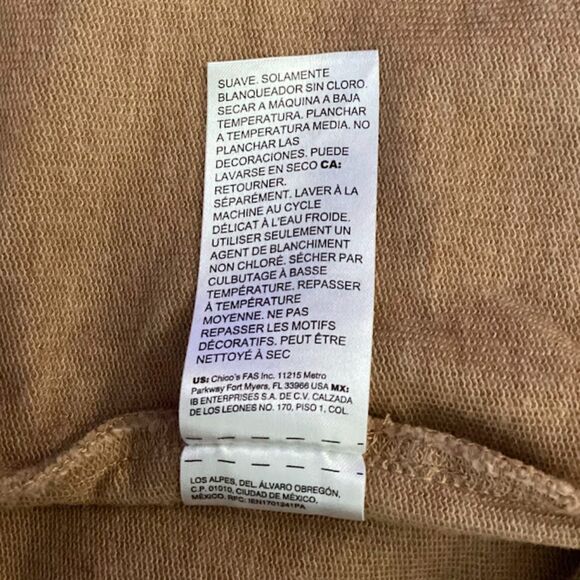 SUAVE. SOLAMENTE
BLANQUEADOR SIN CLORO.
SECAR A MÁQUINA A BAJA
TEMPERATURA. PLANCHAR
A TEMPERATURA MEDIA. NO
PLANCHAR LAS
DECORACIONES. PUEDE
LAVARSE EN SECO CA:
RETOURNER.
SÉPARÉMENT. LAVER À LA
MACHINE AU CYCLE
DÉLICAT À L'EAU FROIDE.
UTILISER SEULEMENT UN
AGENT DE BLANCHIMENT
NON CHLORÉ. SÉCHER PAR
CULBUTAGE À BASSE
TEMPÉRATURE. REPASSER
À TEMPÉRATURE
MOYENNE. NE PAS
REPASSER LES MOTIFS
DÉCORATIFS. PEUT ÊTRE
NETTOYÉ À SEC
US: Chico's FAS Inc. 11215 Metro
Parkway Fort Myers, FL 33966 USA MX:
IB ENTERPRISES S.A. DE C.V. CALZADA
DE LOS LEONES NO. 170, PISO 1, COL.
LOS ALPES, DEL. ÁLVARO OBREGÓN,
C.P. 01010, CIUDAD DE MÉXICO,
MÉXICO. RFC: IEN1701241PA